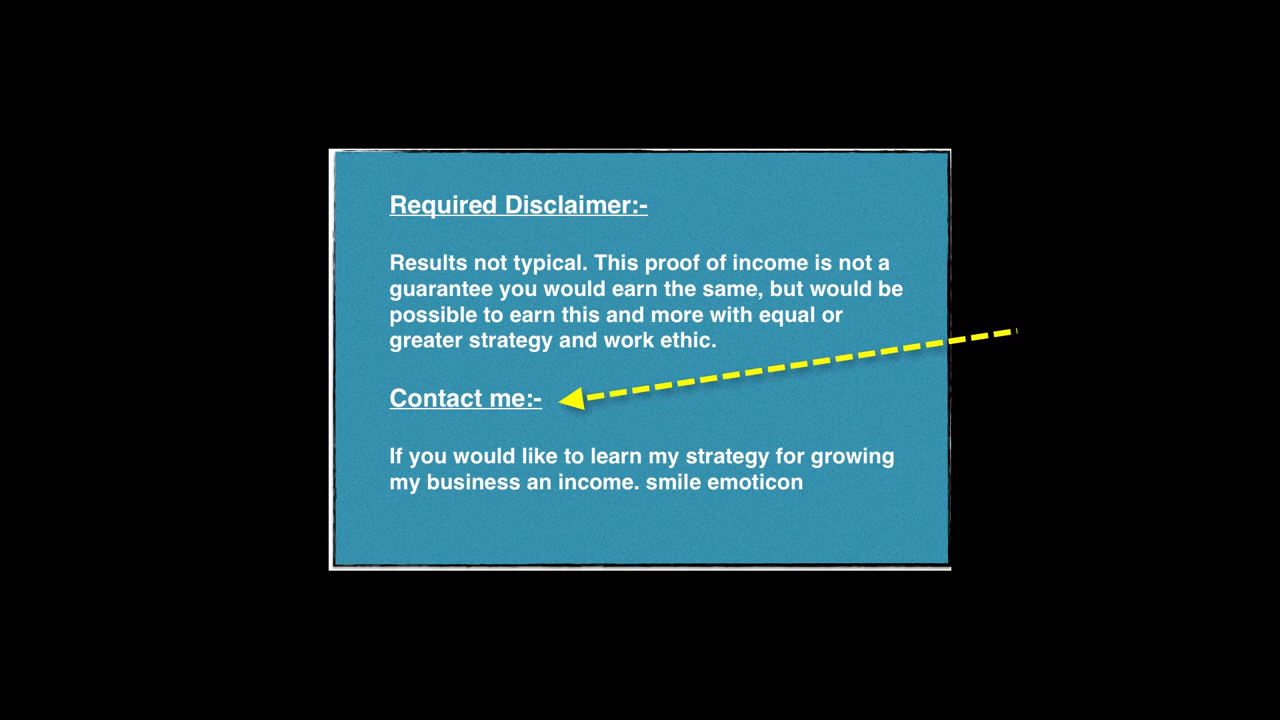 Required Disclaimer:-
Results not typical. This proof of income is not a
guarantee you would earn the same, but would be
possible to earn this and more with equal or
greater strategy and work ethic.
Contact me:-
If you would like to learn my strategy for growing
my business an income. smile emoticon